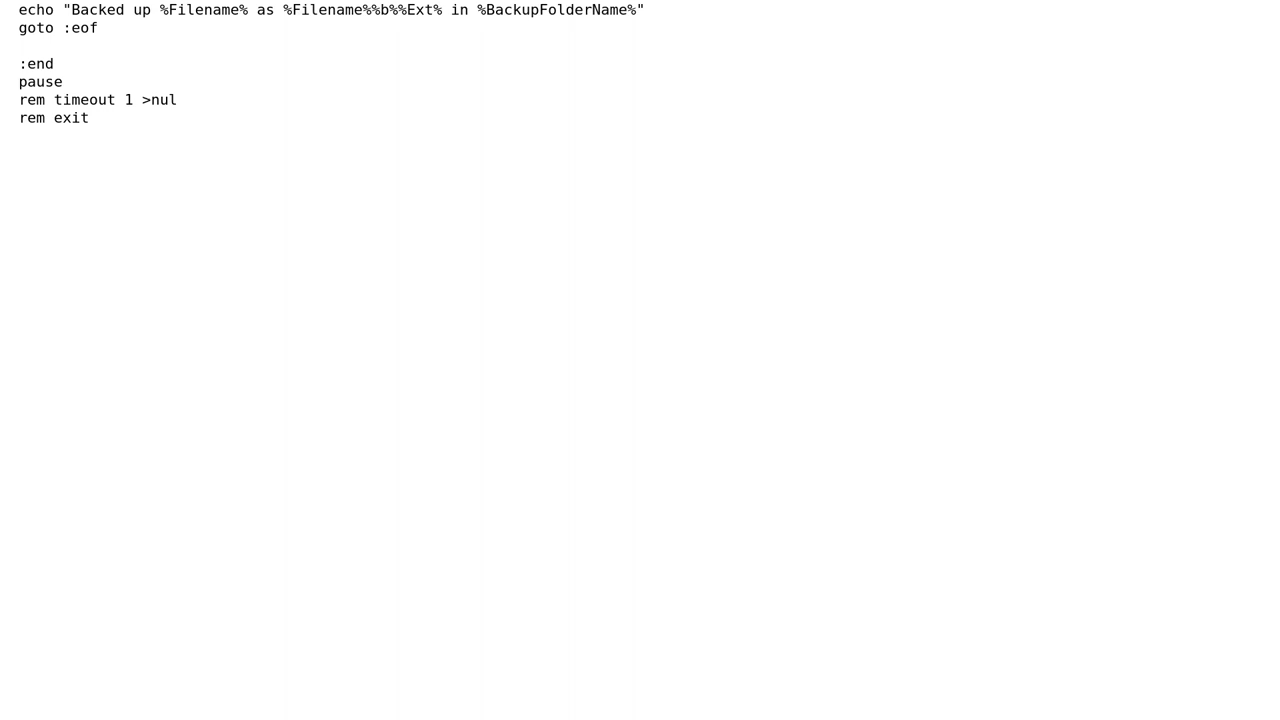 echo "Backed up %Filename% as %Filename%%b%%Ext% in %BackupFolderName%"
goto :eof

:end
pause
rem timeout 1 >nul
rem exit